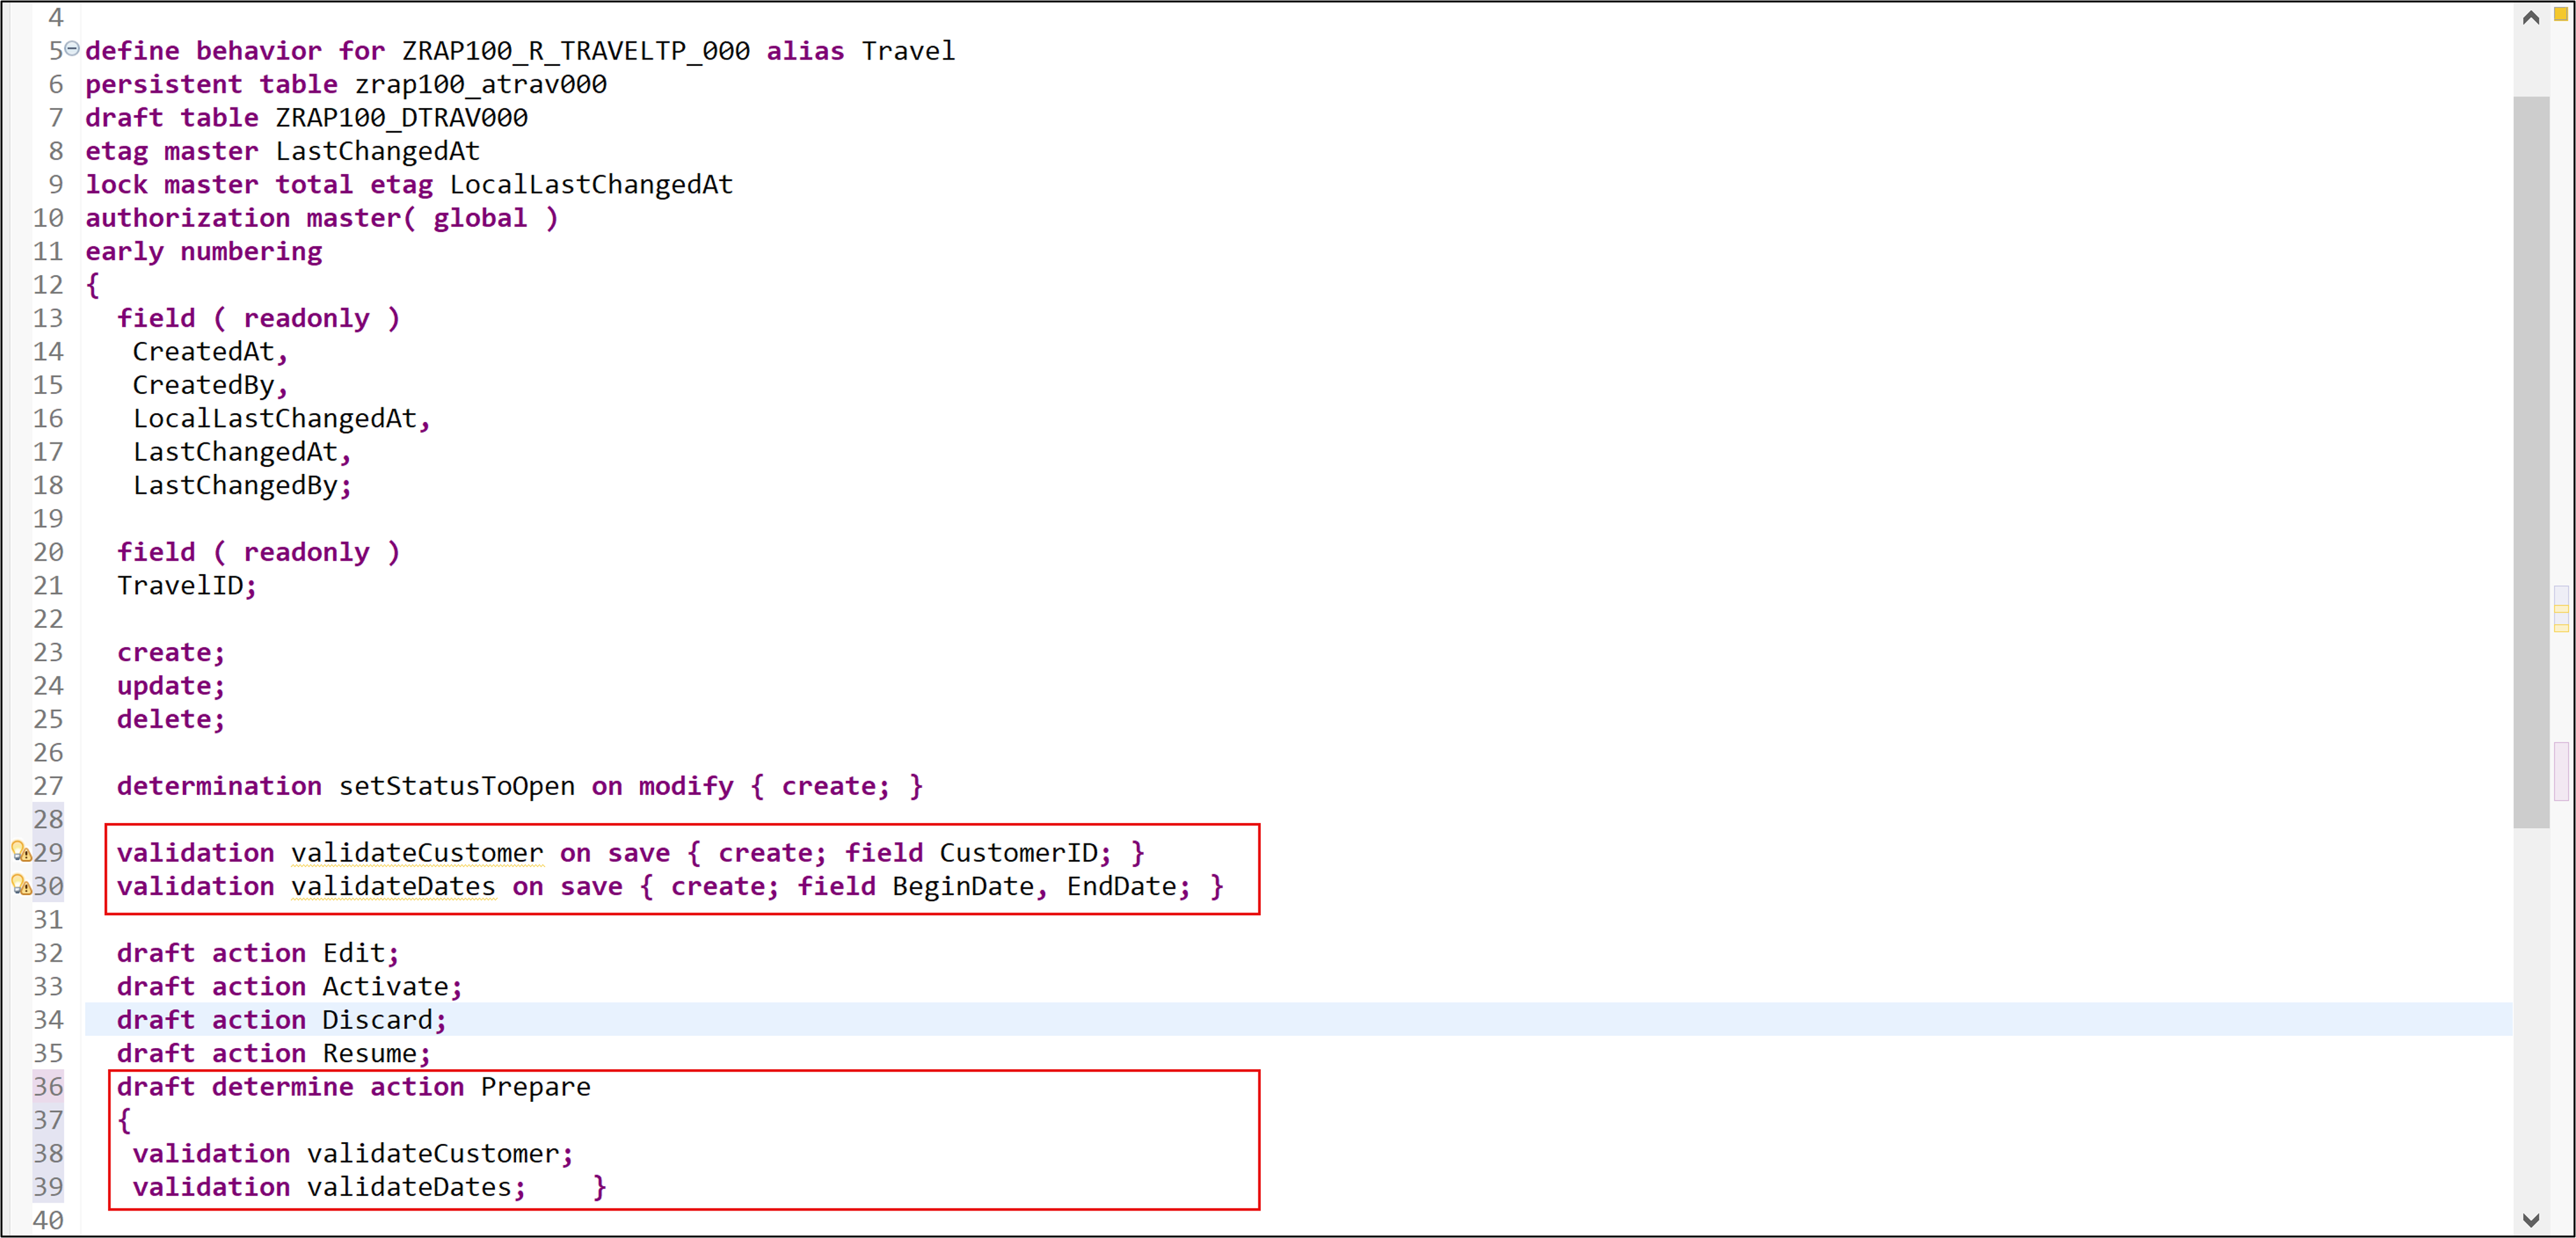 4
5 define behavior for ZRAP100_R_TRAVELTP_000 alias Travel
6 persistent table zrap100_atrav000
7 draft table ZRAP100_DTRAV000
8 etag master LastChangedAt
9 lock master total etag LocalLastChangedAt
10 authorization master( global )
11 early numbering
12 {
13 field ( readonly )
14 CreatedAt,
15 CreatedBy,
16 LocalLastChangedAt,
17 LastChangedAt,
18 LastChangedBy;
19
20 field ( readonly )
21 TravelID;
22
23 create;
24 update;
25 delete;
26
27 determination setStatusToOpen on modify { create; }
28
29 validation validateCustomer on save { create; field CustomerID; }
30 validation validateDates on save { create; field BeginDate, EndDate; }
31
32 draft action Edit;
33 draft action Activate;
34 draft action Discard;
35 draft action Resume;
36 draft determine action Prepare
37 {
38 validation validateCustomer;
39 validation validateDates; }
40